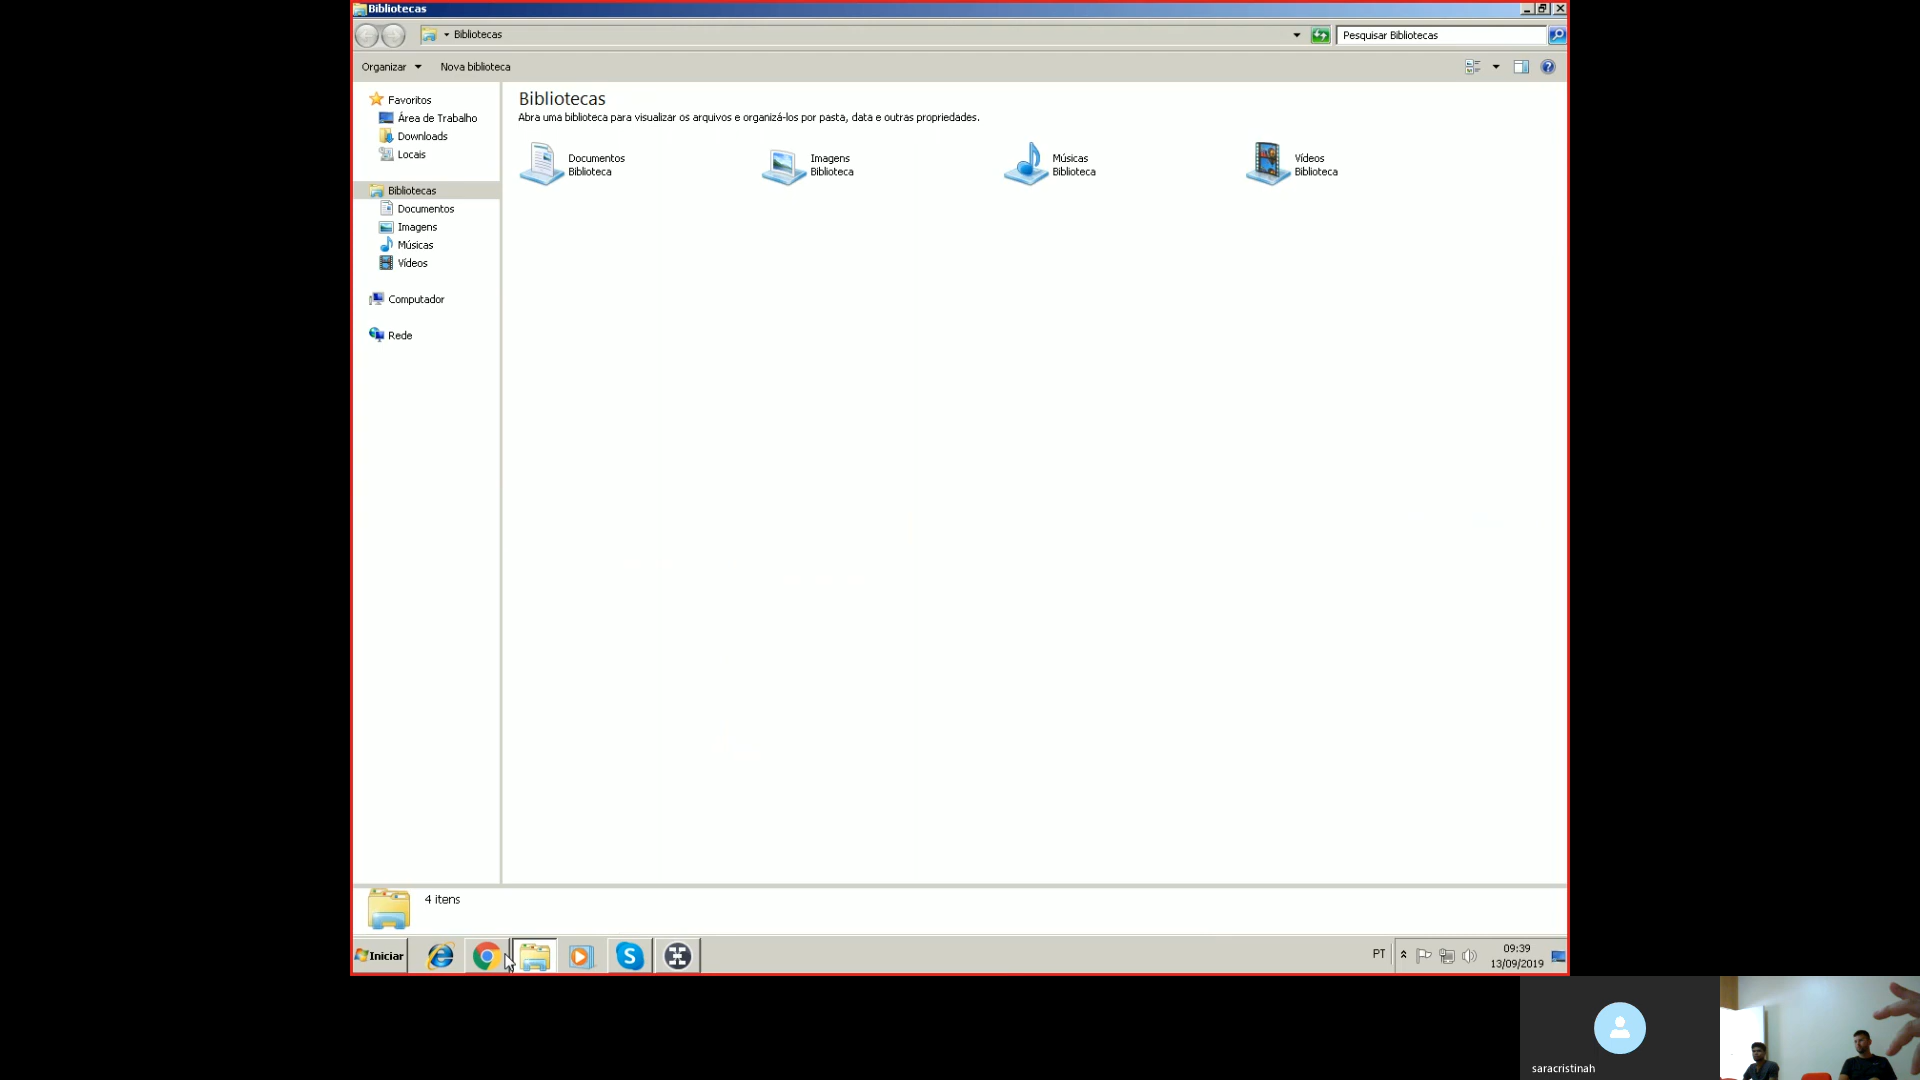 Bibliotecas
Bibliotecas
Pesquisar Bibliotecas
Organizar
Nova biblioteca
Favoritos
Área de Trabalho
Downloads
Locais
Bibliotecas
Documentos
Imagens
Músicas
Vídeos
Computador
Rede
Bibliotecas
Abra uma biblioteca para visualizar os arquivos e organizá-los por pasta, data e outras propriedades.
Documentos
Biblioteca
Imagens
Biblioteca
Músicas
Biblioteca
Vídeos
Biblioteca
4 itens
Iniciar
PT
09:39
13/09/2019
saracristinah